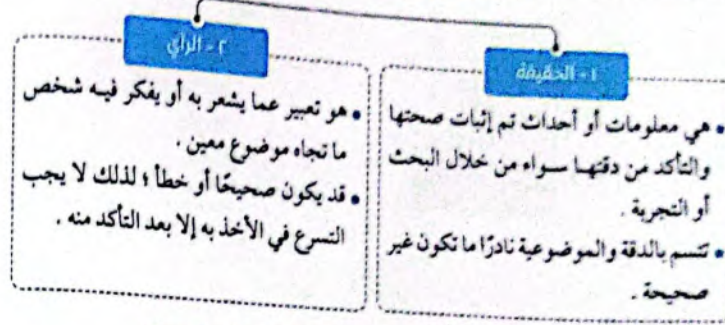 ١ - الحقيقة
• هي معلومات أو أحداث تم إثبات صحتها
والتأكد من دقتها سواء من خلال البحث
أو التجربة .
• تتسم بالدقة والموضوعية نادرًا ما تكون غير
صحيحة .
٢ - الرأي
• هو تعبير عما يشعر به أو يفكر فيه شخص
ما تجاه موضوع معين .
• قد يكون صحيحًا أو خطأ ؛ لذلك لا يجب
التسرع في الأخذ به إلا بعد التأكد منه .